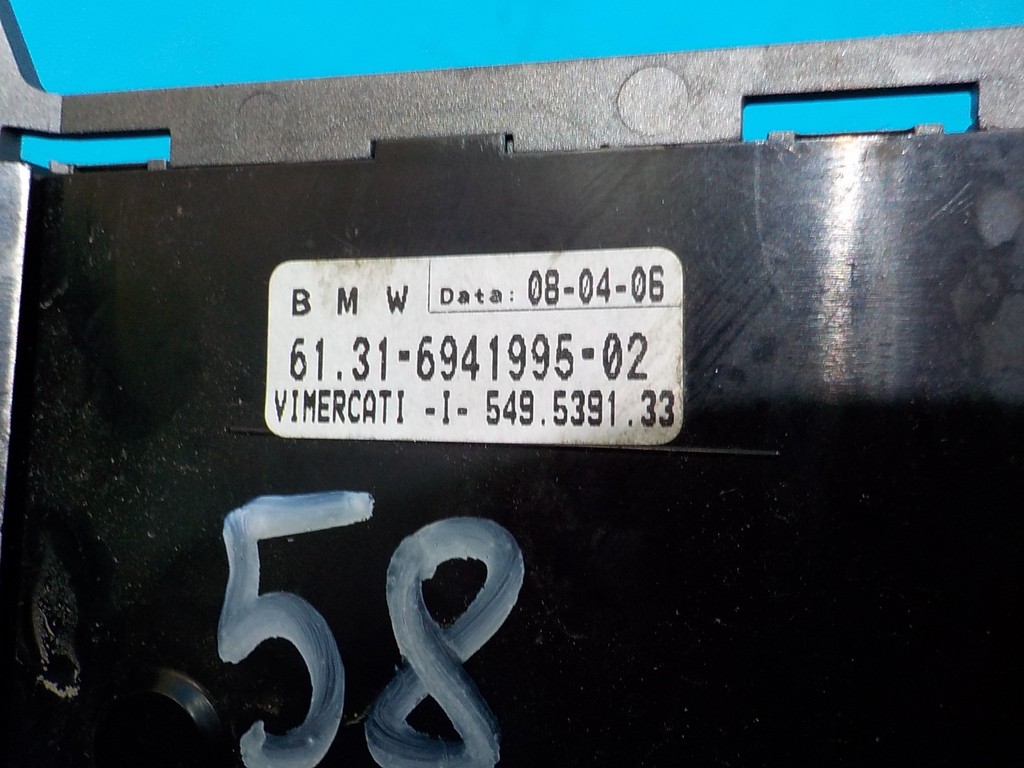 B M W Data: 08-04-06
61.31-6941995-02
VIMERCATI -I- 549.5391.33
58